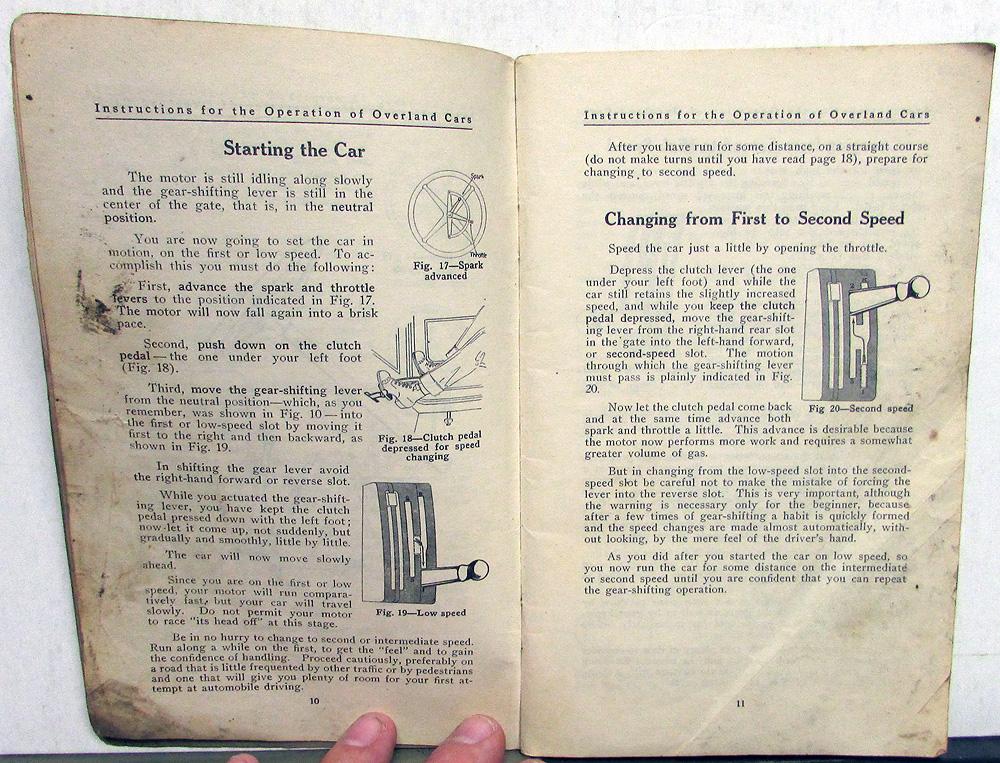 Instructions for the Operation of Overland Cars
Starting the Car
The motor is still idling along slowly
and the gear-shifting lever is still in the
center of the gate, that is, in the neutral
position.
You are now going to set the car in
motion, on the first or low speed. To ac-
complish this you must do the following:
First, advance the spark and throttle
levers to the position indicated in Fig. 17.
The motor will now fall again into a brisk
pace.
Spark
Throttle
Fig. 17—Spark
advanced
Second, push down on the clutch
pedal—the one under your left foot
(Fig. 18).
Third, move the gear-shifting lever
from the neutral position—which, as you
remember, was shown in Fig. 10—into
the first or low-speed slot by moving it
first to the right and then backward, as
shown in Fig. 19.
Fig. 18—Clutch pedal
depressed for speed
changing
In shifting the gear lever avoid
the right-hand forward or reverse slot.
While you actuated the gear-shift-
ing lever, you have kept the clutch
pedal pressed down with the left foot;
now let it come up, not suddenly, but
gradually and smoothly, little by little.
The car will now move slowly
ahead.
Since you are on the first or low
speed, your motor will run compara-
tively fast, but your car will travel
slowly. Do not permit your motor
to race "its head off" at this stage.
Fig. 19—Low speed
Be in no hurry to change to second or intermediate speed.
Run along a while on the first, to get the "feel" and to gain
the confidence of handling. Proceed cautiously, preferably on
a road that is little frequented by other traffic or by pedestrians
and one that will give you plenty of room for your first at-
tempt at automobile driving.
10
Instructions for the Operation of Overland Cars
After you have run for some distance, on a straight course
(do not make turns until you have read page 18), prepare for
changing to second speed.
Changing from First to Second Speed
Speed the car just a little by opening the throttle.
Depress the clutch lever (the one
under your left foot) and while the
car still retains the slightly increased
speed, and while you keep the clutch
pedal depressed, move the gear-shift-
ing lever from the right-hand rear slot
in the gate into the left-hand forward,
or second-speed slot. The motion
through which the gear-shifting lever
must pass is plainly indicated in Fig.
20.
Fig 20—Second speed
Now let the clutch pedal come back
and at the same time advance both
spark and throttle a little. This advance is desirable because
the motor now performs more work and requires a somewhat
greater volume of gas.
But in changing from the low-speed slot into the second-
speed slot be careful not to make the mistake of forcing the
lever into the reverse slot. This is very important, although
the warning is necessary only for the beginner, because
after a few times of gear-shifting a habit is quickly formed
and the speed changes are made almost automatically, with-
out looking, by the mere feel of the driver's hand.
As you did after you started the car on low speed, so
you now run the car for some distance on the intermediate
or second speed until you are confident that you can repeat
the gear-shifting operation.
11